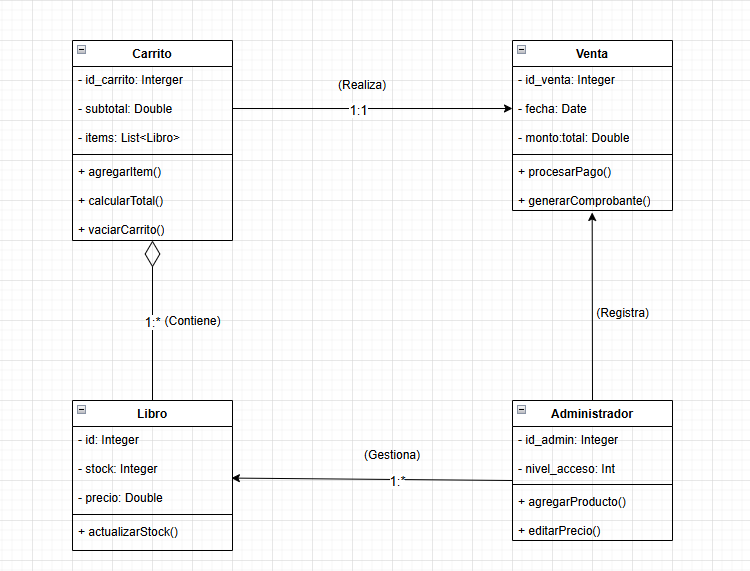 Carrito
- id_carrito: Interger
- subtotal: Double
- items: List<Libro>
+ agregarItem()
+ calcularTotal()
+ vaciarCarrito()
(Realiza)
1:1
Venta
- id_venta: Integer
- fecha: Date
- monto:total: Double
+ procesarPago()
+ generarComprobante()
1:* (Contiene)
(Registra)
Libro
- id: Integer
- stock: Integer
- precio: Double
+ actualizarStock()
(Gestiona)
1:*
Administrador
- id_admin: Integer
- nivel_acceso: Int
+ agregarProducto()
+ editarPrecio()